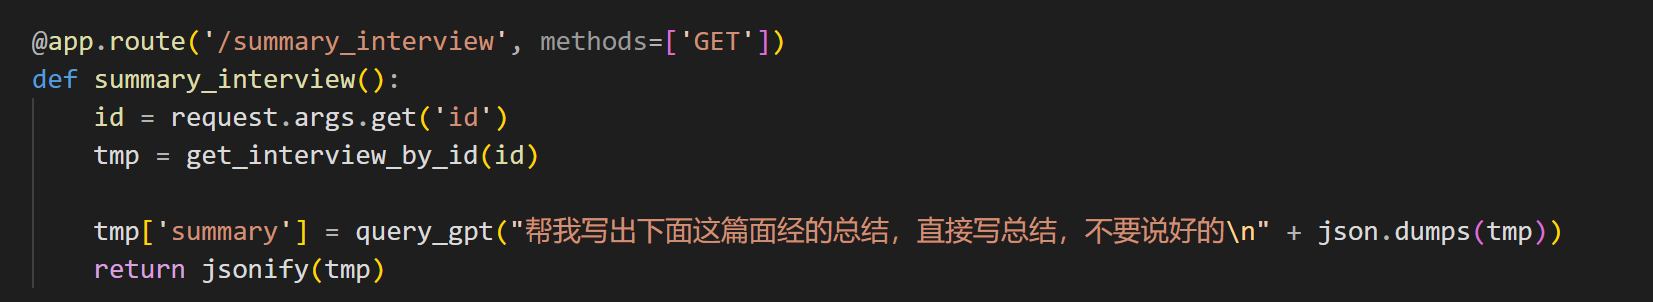 @app.route('/summary_interview', methods=['GET'])
def summary_interview():
    id = request.args.get('id')
    tmp = get_interview_by_id(id)
    tmp['summary'] = query_gpt("帮我写出下面这篇面经的总结，直接写总结，不要说好的\n" + json.dumps(tmp))
    return jsonify(tmp)